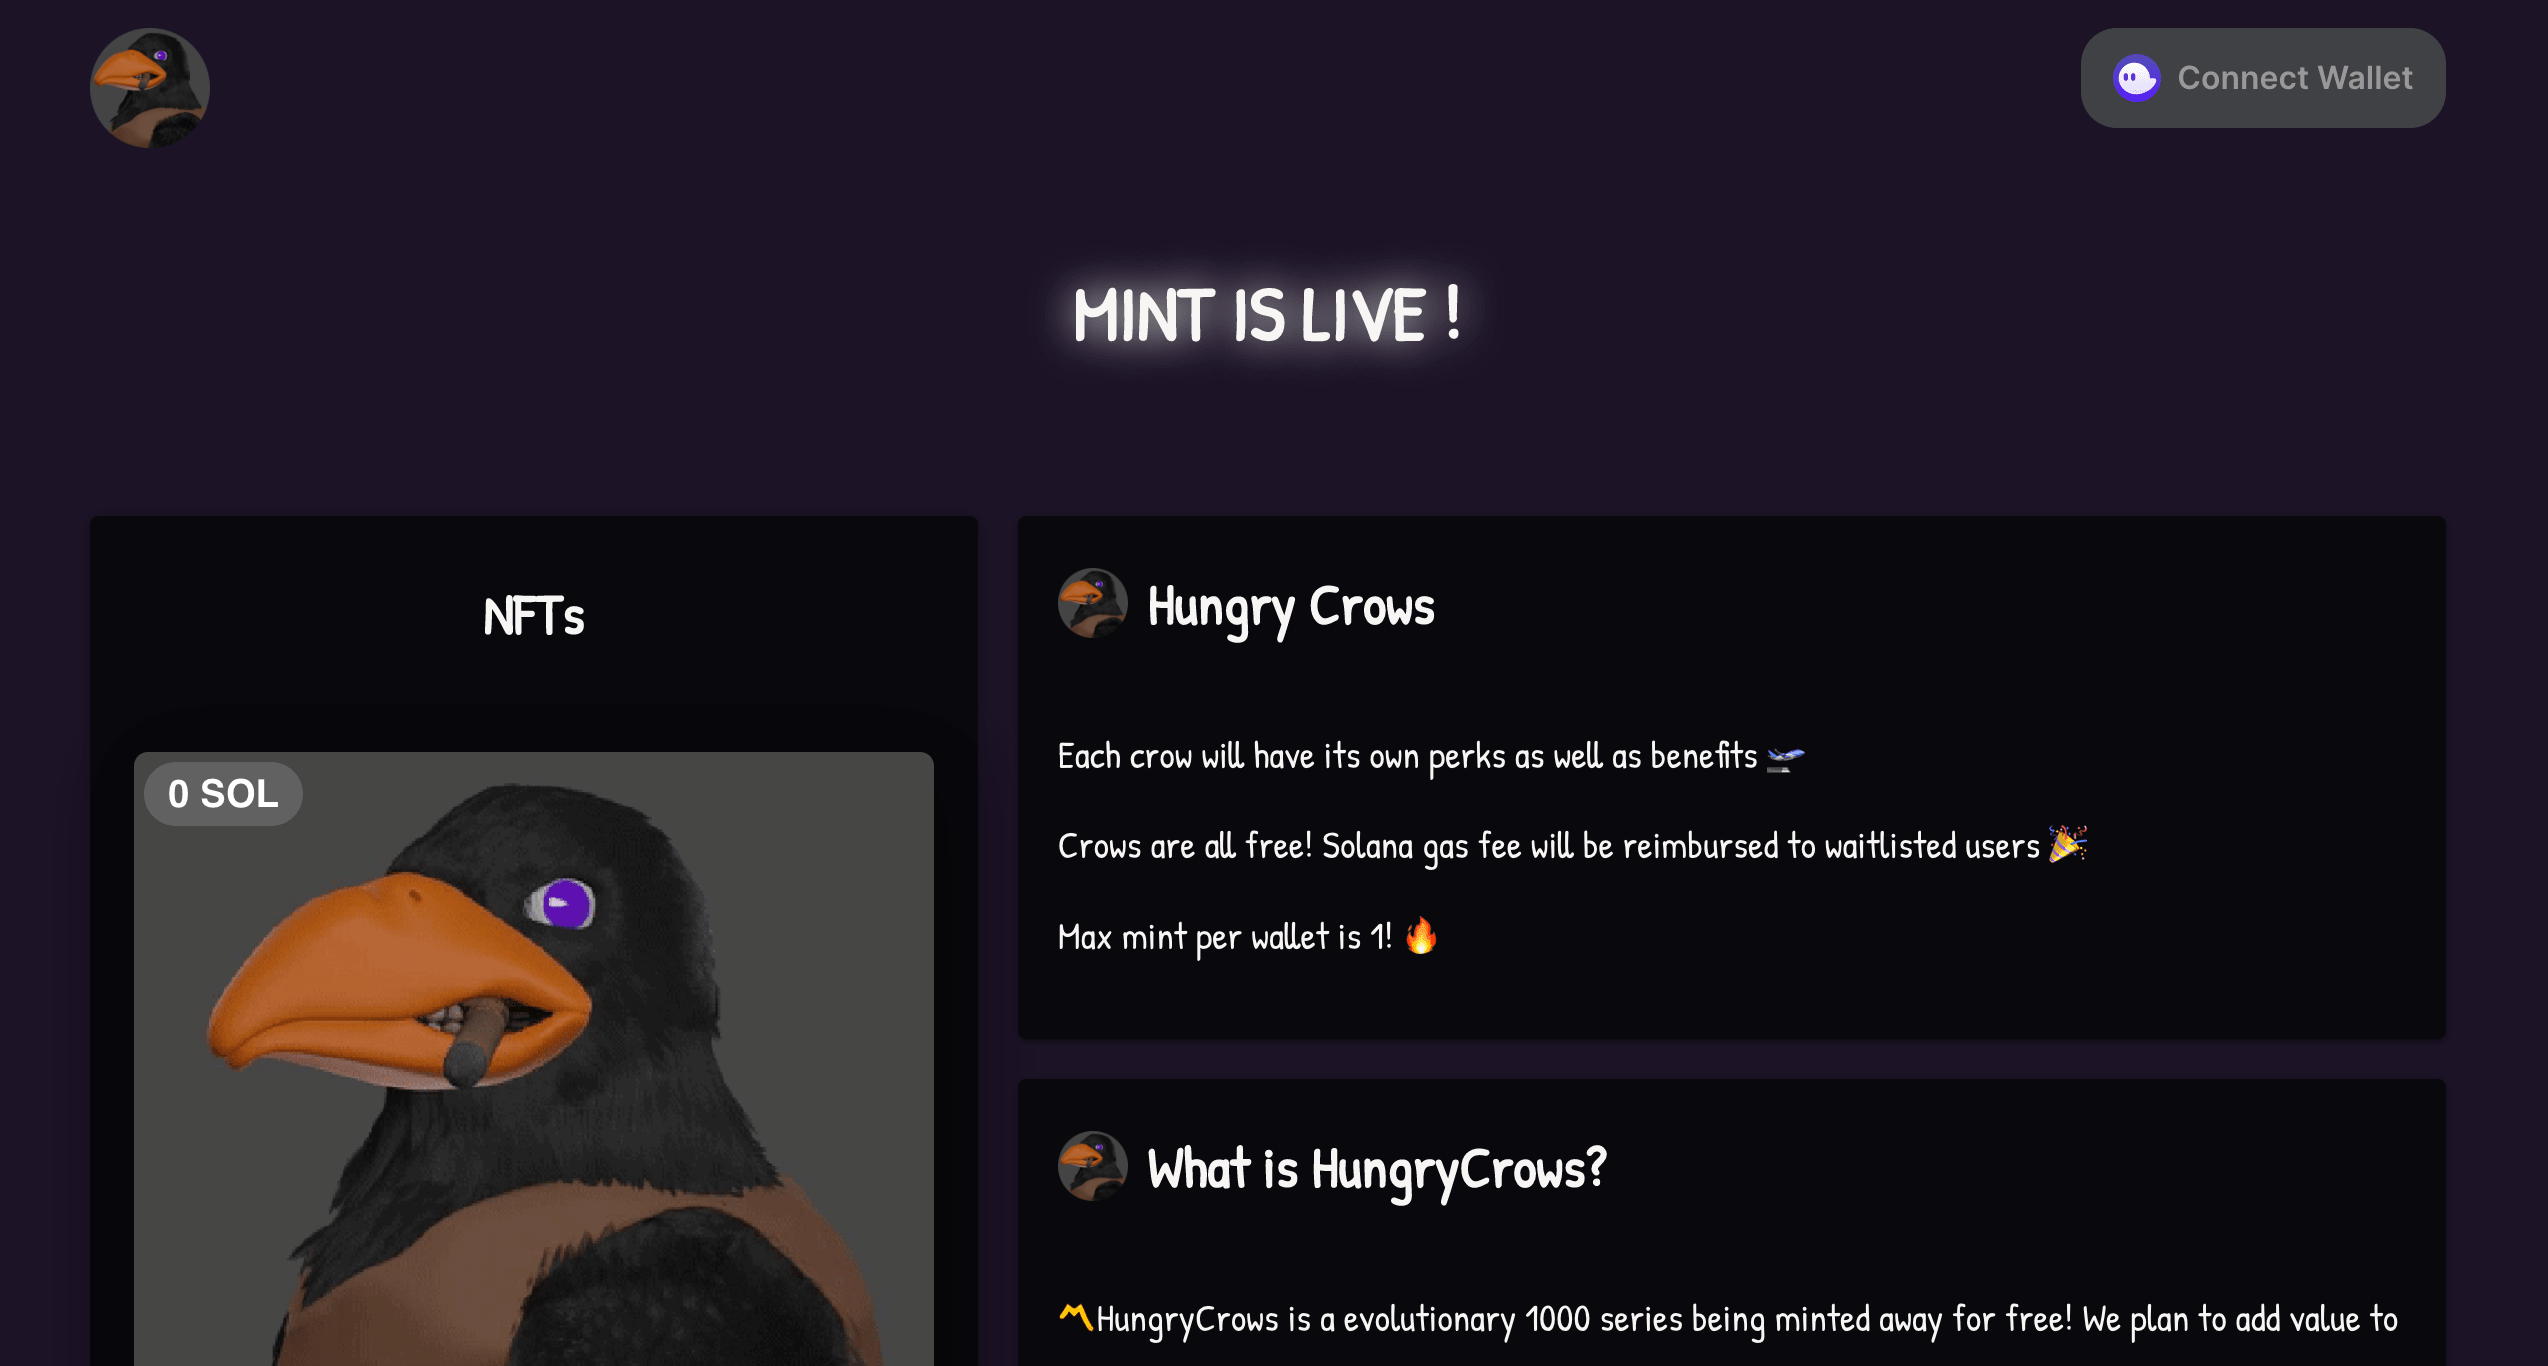 Connect Wallet
MINT IS LIVE !
NFTs
0 SOL
Hungry Crows
Each crow will have its own perks as well as benefits 🛫
Crows are all free! Solana gas fee will be reimbursed to waitlisted users 🎉
Max mint per wallet is 1! 🔥
What is HungryCrows?
〽️HungryCrows is a evolutionary 1000 series being minted away for free! We plan to add value to